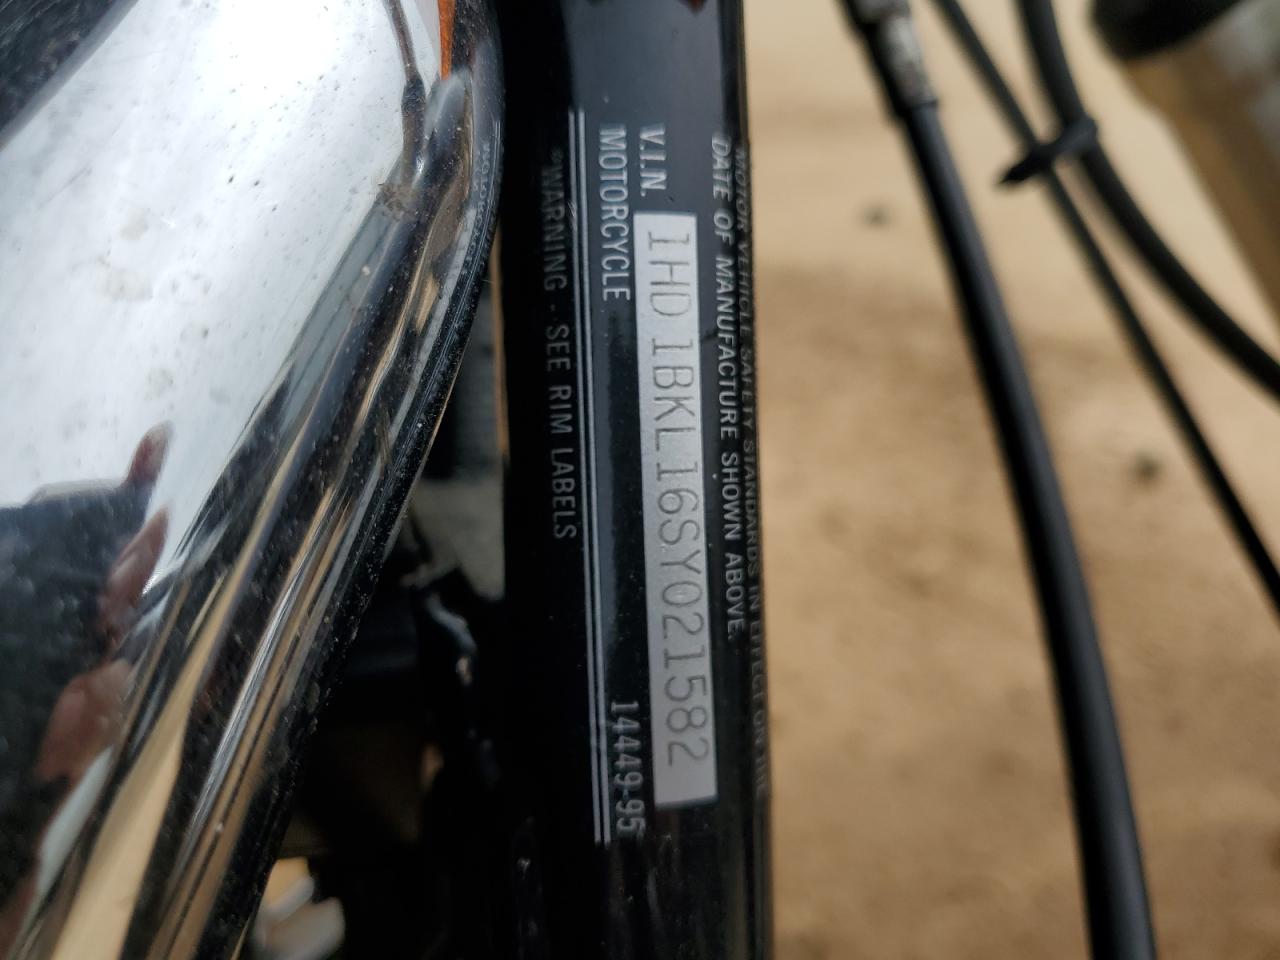 MOTOR VEHICLE SAFETY STANDARDS IN EFFECT ON THE
DATE OF MANUFACTURE SHOWN ABOVE.
V.I.N. 1HD1BKL16SY021582
MOTORCYCLE 14449-95
WARNING - SEE RIM LABELS